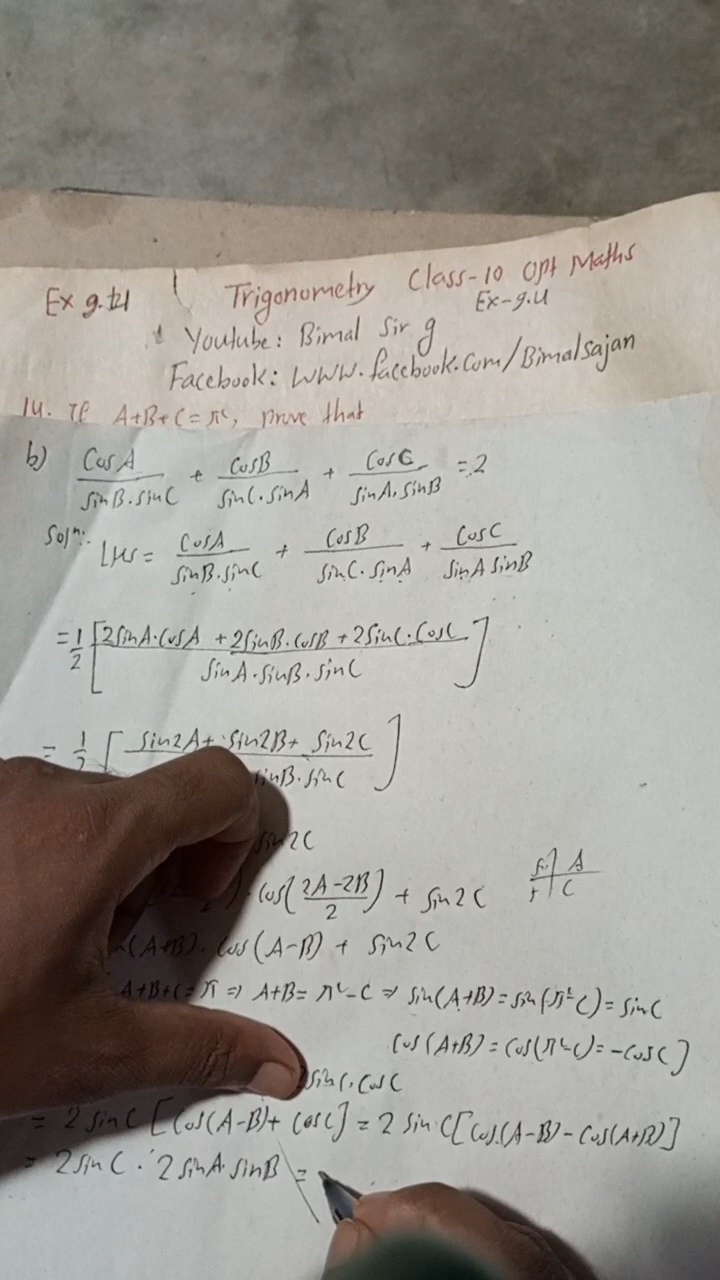 Ex 9.4 Trigonometry Class-10 Opt Maths
Ex-9.4
Youtube: Bimal Sir g
Facebook: www.facebook.com/Bimalsajan
14. If A+B+C=π^c, prove that
b) CosA/(sinB.sinC) + CosB/(sinC.sinA) + CosC/(sinA.sinB) = 2
Solⁿ:- LHS = CosA/(sinB.sinC) + CosB/(sinC.sinA) + CosC/(sinA sinB)
= 1/2 [(2sinA.CosA + 2sinB.CosB + 2sinC.CosC)/(sinA.sinB.sinC)]
= 1/2 [(sin2A + sin2B + sin2C)/(sinB.sinC)]
sin2C
).cos((2A-2B)/2) + sin2C A C
(A+B).cos(A-B) + sin2C
A+B+C=π ⇒ A+B=π^c-C ⇒ sin(A+B)=sin(π^c-C)=sinC
Cos(A+B)=Cos(π^c-C)=-CosC]
2sinC.CosC
= 2 sinC [Cos(A-B)+ CosC] = 2 sinC[Cos(A-B)-Cos(A+B)]
= 2sinC . 2sinA.sinB =